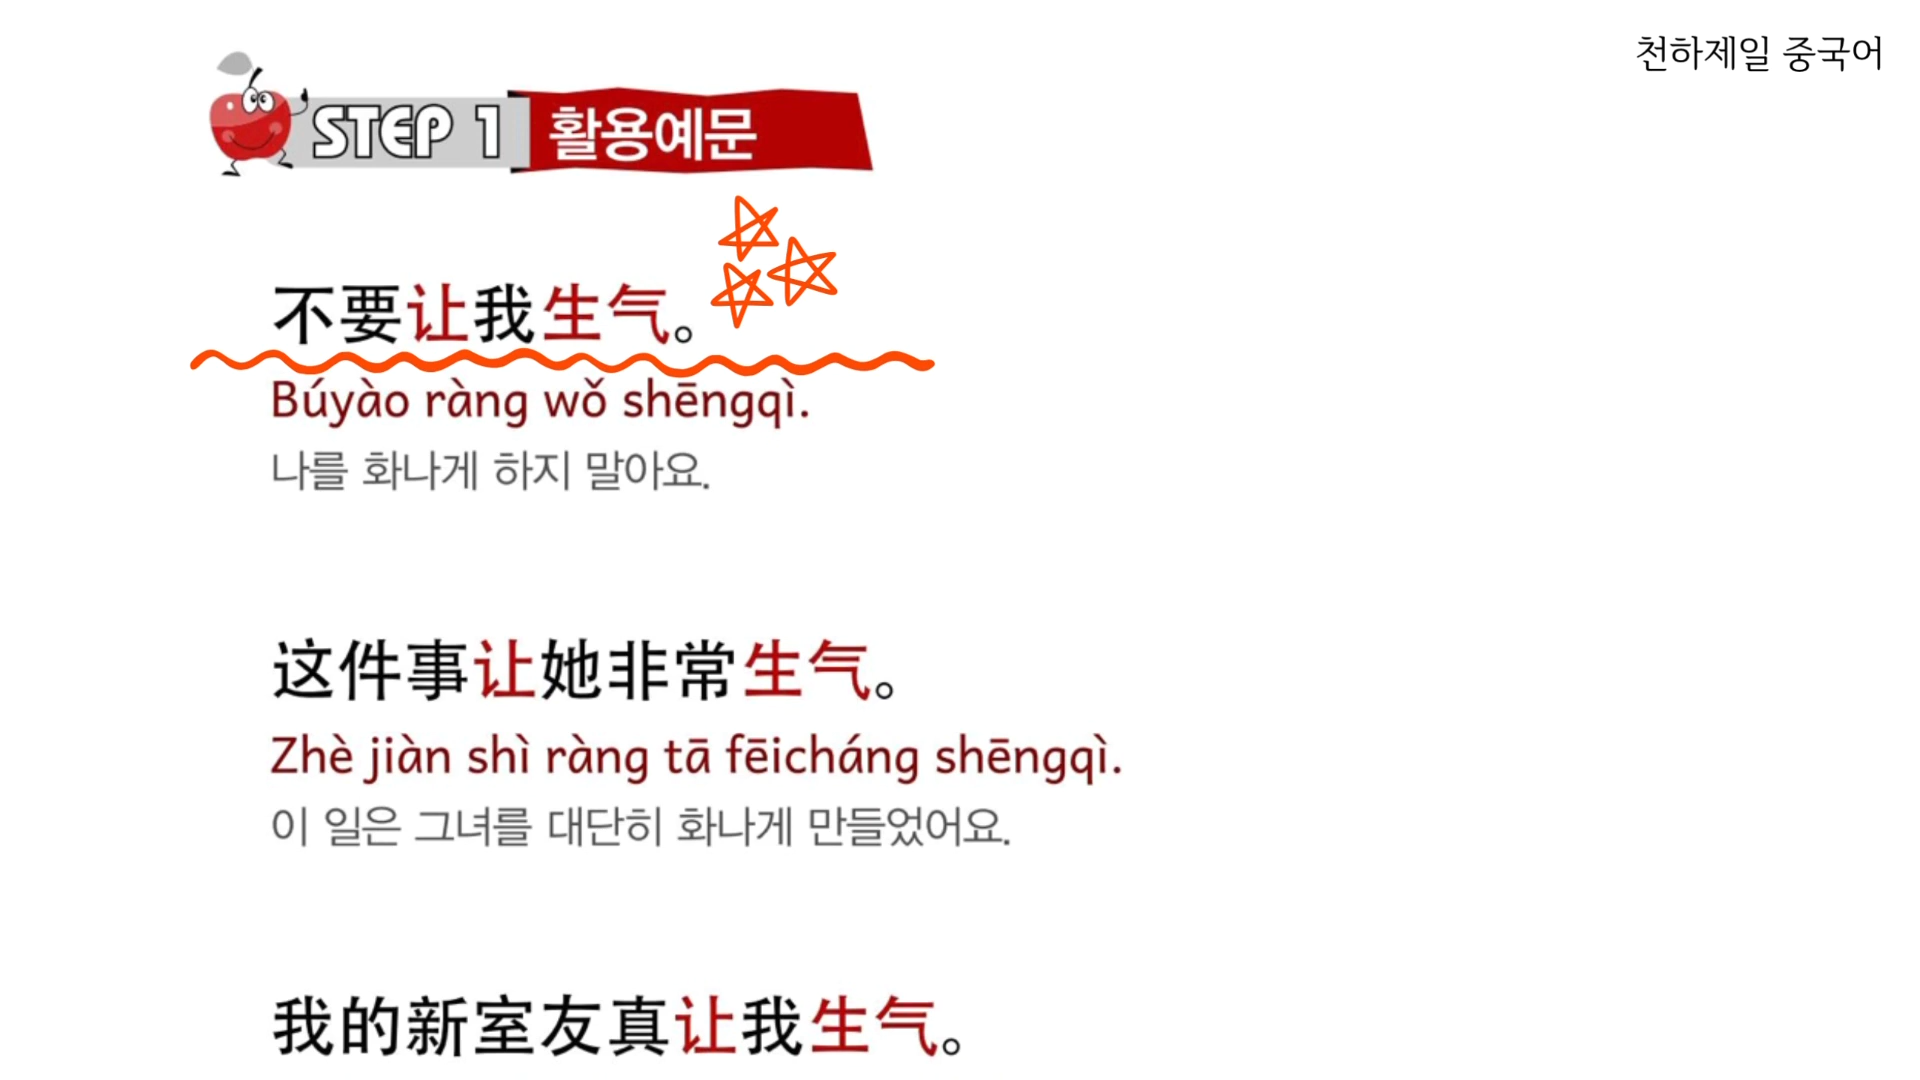 천하제일 중국어
STEP 1 활용예문
不要让我生气。
Búyào ràng wǒ shēngqì.
나를 화나게 하지 말아요.
这件事让她非常生气。
Zhè jiàn shì ràng tā fēicháng shēngqì.
이 일은 그녀를 대단히 화나게 만들었어요.
我的新室友真让我生气。